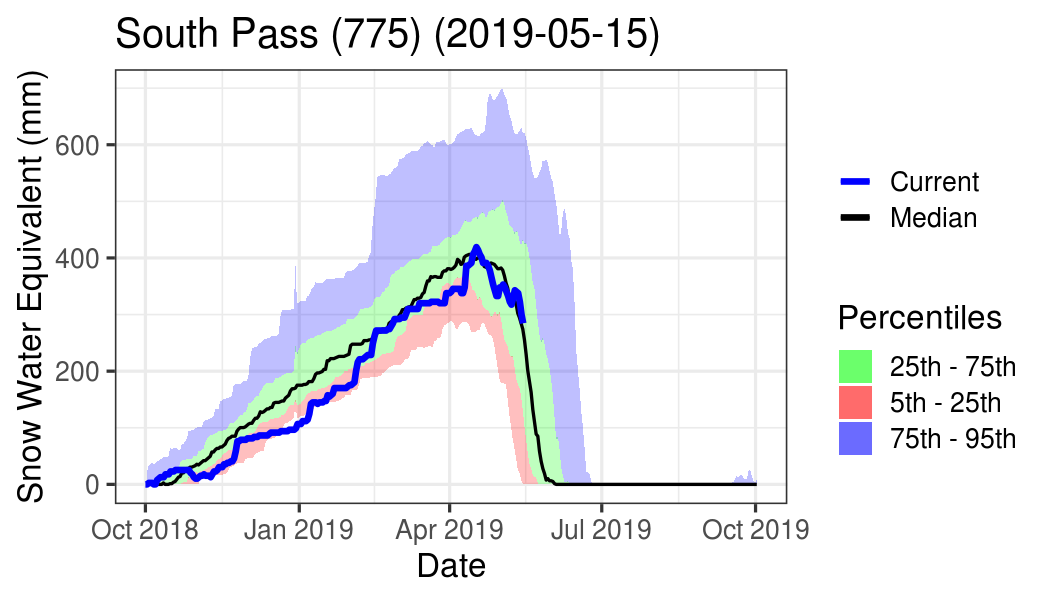 South Pass (775) (2019-05-15)
Snow Water Equivalent (mm)
600
400
200
0
Oct 2018
Jan 2019
Apr 2019
Jul 2019
Oct 2019
Date
Current
Median
Percentiles
25th - 75th
5th - 25th
75th - 95th